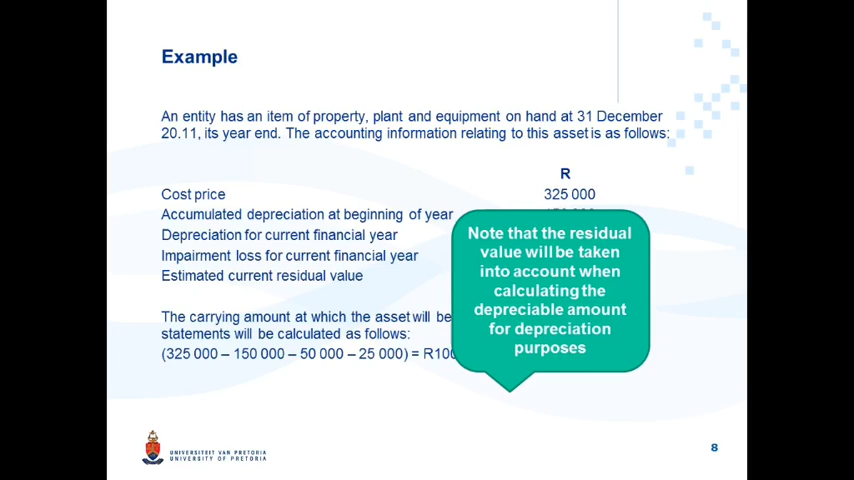 Example
An entity has an item of property, plant and equipment on hand at 31 December
20.11, its year end. The accounting information relating to this asset is as follows:
R
Cost price 325 000
Accumulated depreciation at beginning of year
Depreciation for current financial year
Impairment loss for current financial year
Estimated current residual value
The carrying amount at which the asset will be
statements will be calculated as follows:
(325 000 – 150 000 – 50 000 – 25 000) = R100
Note that the residual
value will be taken
into account when
calculating the
depreciable amount
for depreciation
purposes
UNIVERSITEIT VAN PRETORIA
UNIVERSITY OF PRETORIA
8